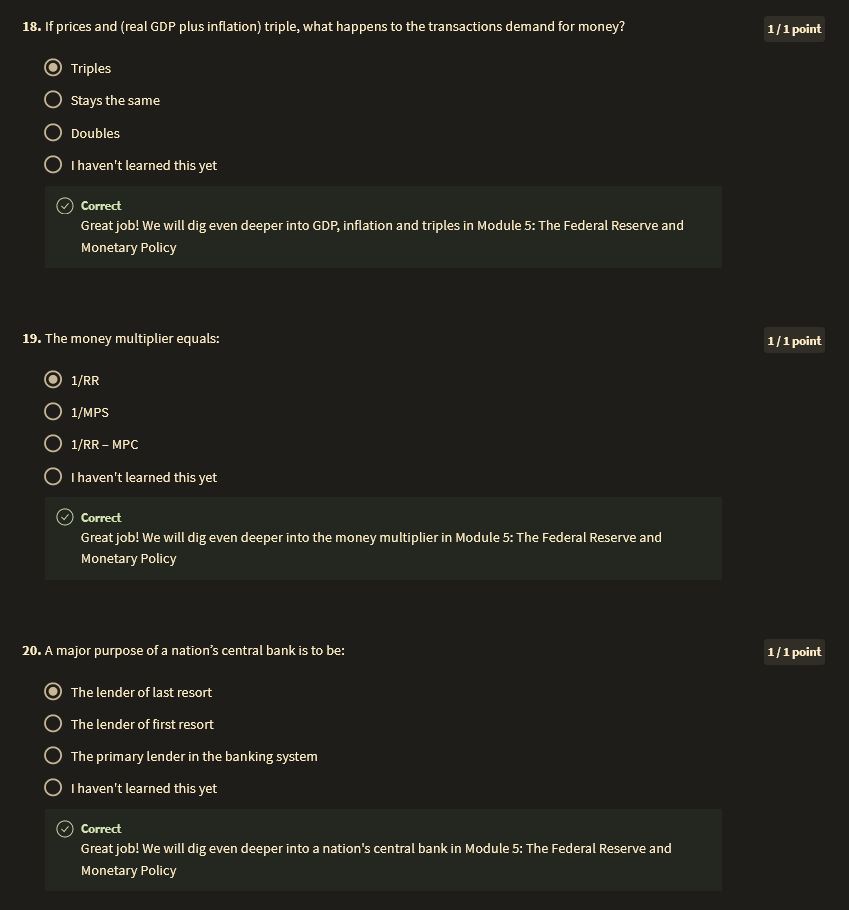 18. If prices and (real GDP plus inflation) triple, what happens to the transactions demand for money?
1 / 1 point
Triples
Stays the same
Doubles
I haven't learned this yet
Correct
Great job! We will dig even deeper into GDP, inflation and triples in Module 5: The Federal Reserve and
Monetary Policy
19. The money multiplier equals:
1 / 1 point
1/RR
1/MPS
1/RR – MPC
I haven't learned this yet
Correct
Great job! We will dig even deeper into the money multiplier in Module 5: The Federal Reserve and
Monetary Policy
20. A major purpose of a nation’s central bank is to be:
1 / 1 point
The lender of last resort
The lender of first resort
The primary lender in the banking system
I haven't learned this yet
Correct
Great job! We will dig even deeper into a nation's central bank in Module 5: The Federal Reserve and
Monetary Policy